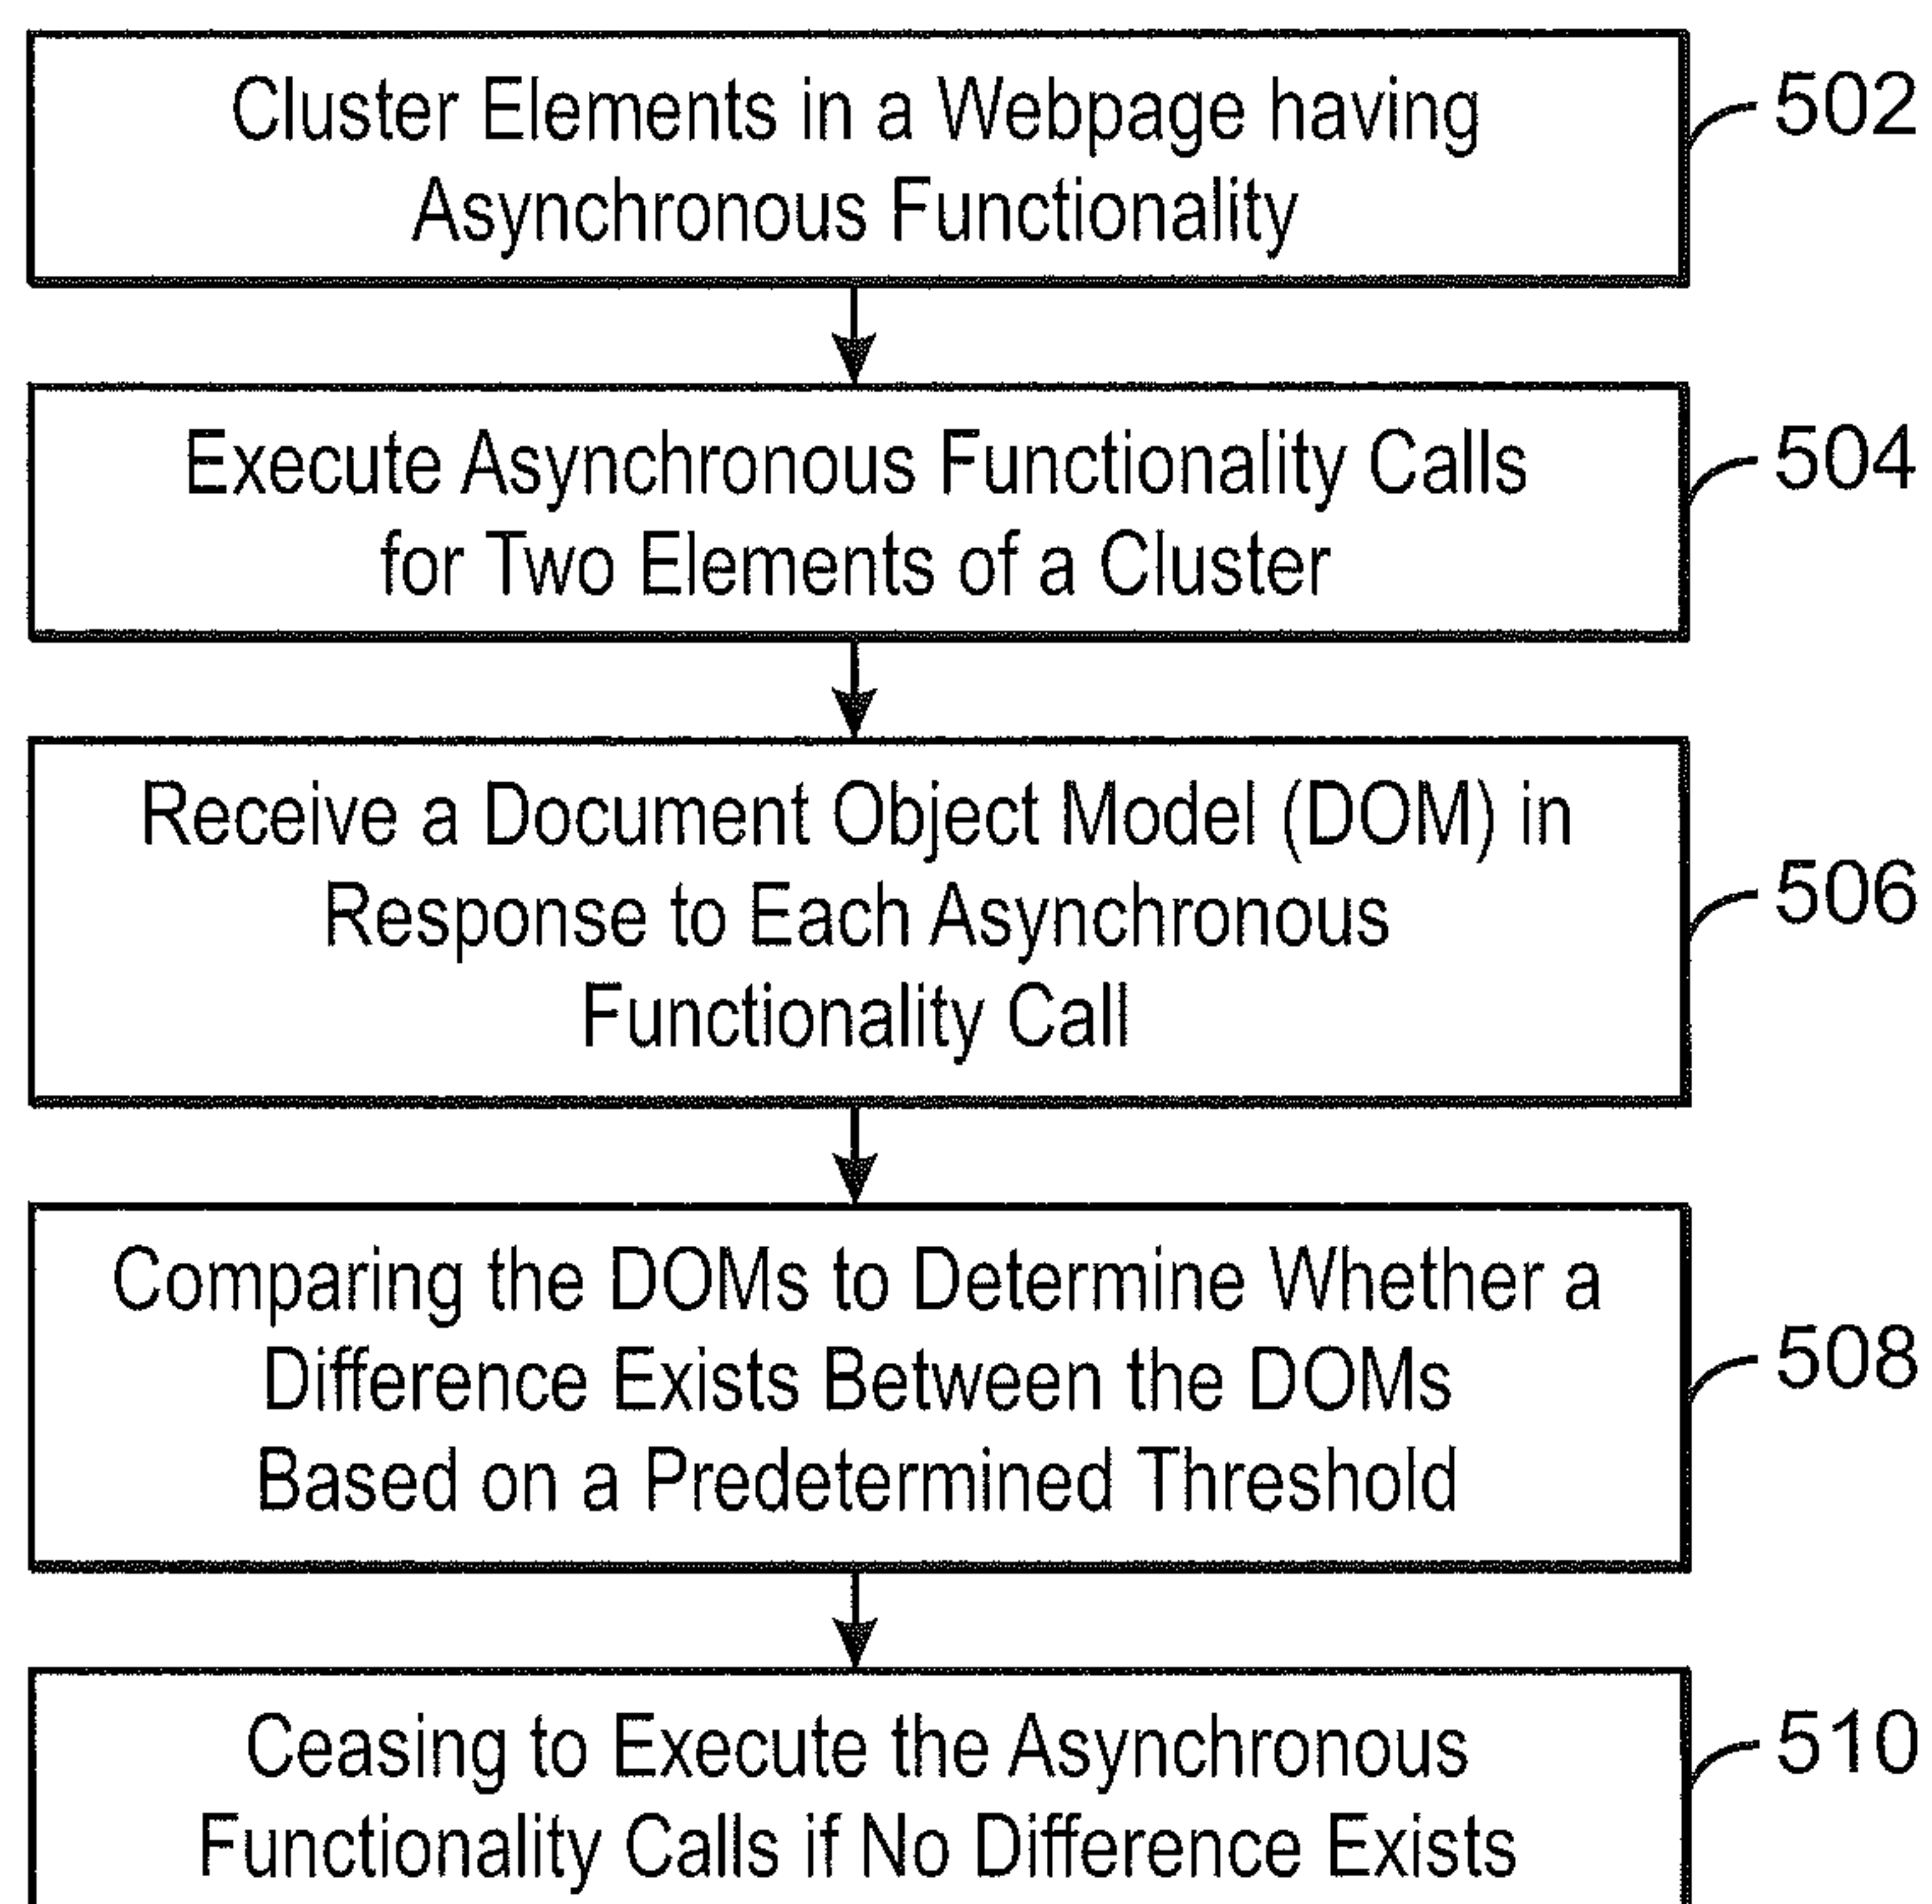 Cluster Elements in a Webpage having
Asynchronous Functionality
502
Execute Asynchronous Functionality Calls
for Two Elements of a Cluster
504
Receive a Document Object Model (DOM) in
Response to Each Asynchronous
Functionality Call
506
Comparing the DOMs to Determine Whether a
Difference Exists Between the DOMs
Based on a Predetermined Threshold
508
Ceasing to Execute the Asynchronous
Functionality Calls if No Difference Exists
510